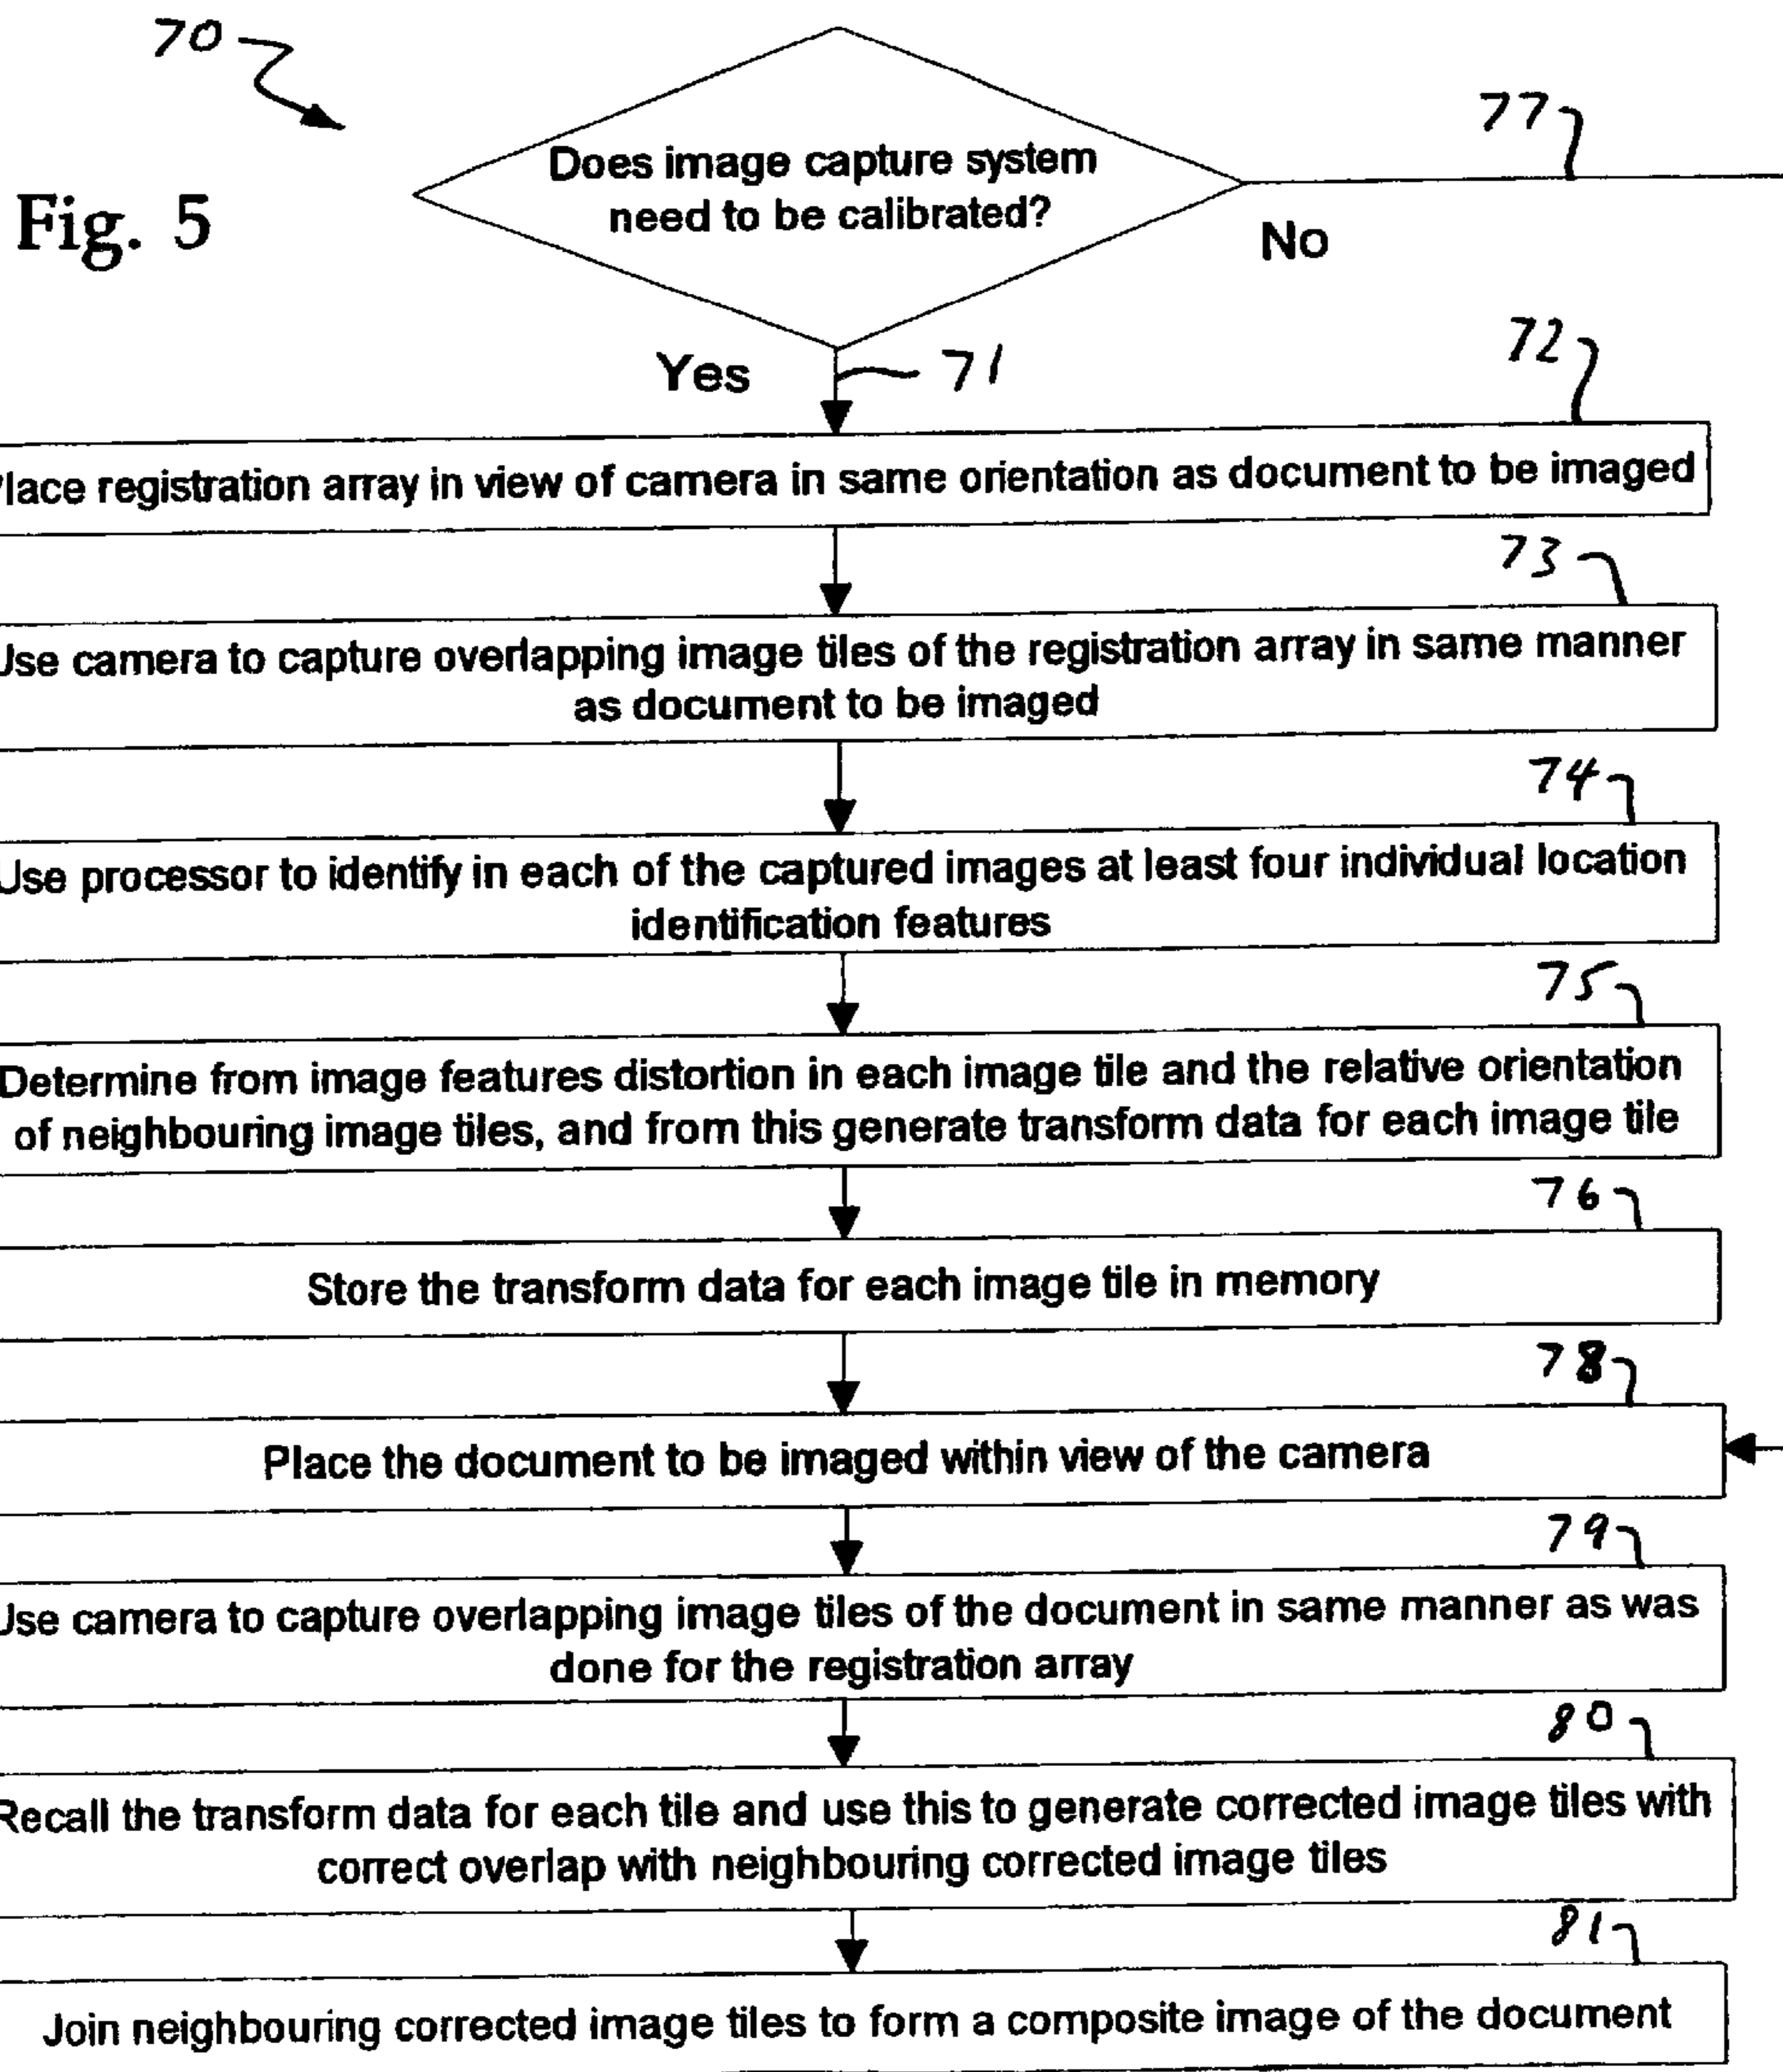 70
Fig. 5
Does image capture system
need to be calibrated?
77
No
Yes
71
72
lace registration array in view of camera in same orientation as document to be imaged
73
Use camera to capture overlapping image tiles of the registration array in same manner
as document to be imaged
74
Use processor to identify in each of the captured images at least four individual location
identification features
75
Determine from image features distortion in each image tile and the relative orientation
of neighbouring image tiles, and from this generate transform data for each image tile
76
Store the transform data for each image tile in memory
78
Place the document to be imaged within view of the camera
79
Use camera to capture overlapping image tiles of the document in same manner as was
done for the registration array
80
Recall the transform data for each tile and use this to generate corrected image tiles with
correct overlap with neighbouring corrected image tiles
81
Join neighbouring corrected image tiles to form a composite image of the document